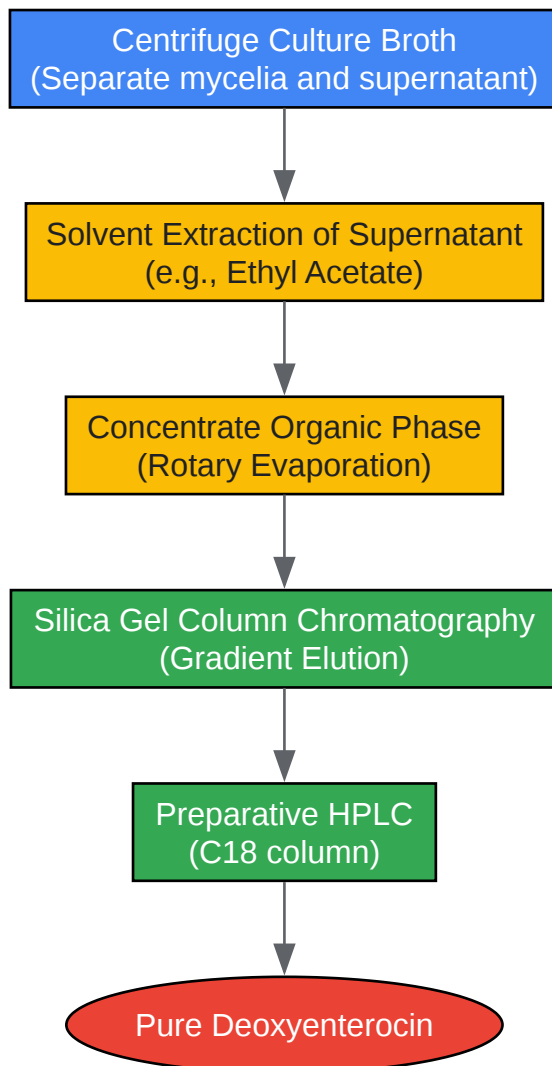 Centrifuge Culture Broth
(Separate mycelia and supernatant)
Solvent Extraction of Supernatant
(e.g., Ethyl Acetate)
Concentrate Organic Phase
(Rotary Evaporation)
Silica Gel Column Chromatography
(Gradient Elution)
Preparative HPLC
(C18 column)
Pure Deoxyenterocin